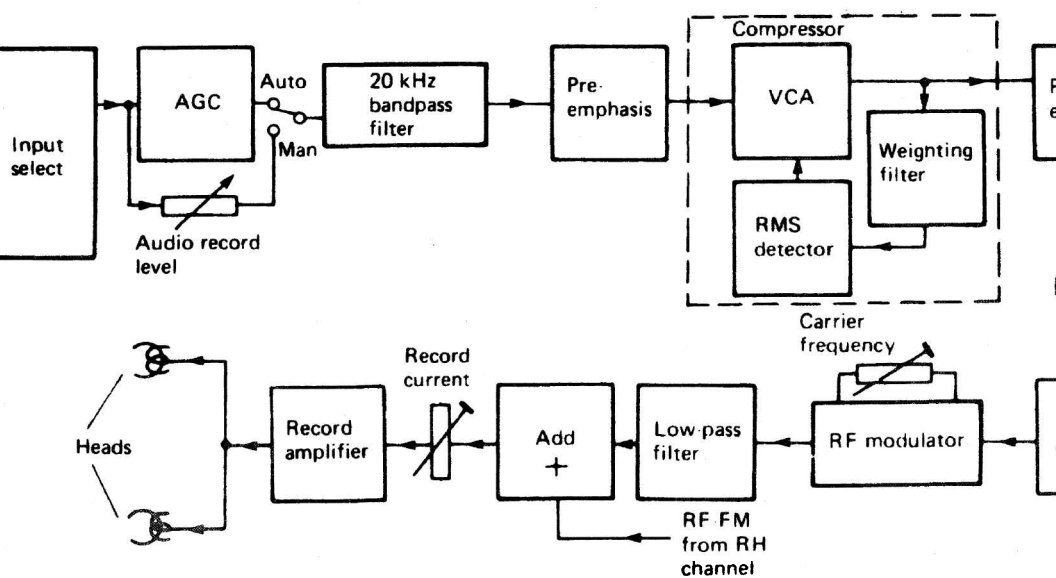 Input
select
AGC
Auto
Man
Audio record
level
20 kHz
bandpass
filter
Pre-
emphasis
Compressor
VCA
Weighting
filter
RMS
detector
Carrier
frequency
Heads
Record
amplifier
Record
current
Add
+
Low-pass
filter
RF modulator
RF FM
from RH
channel